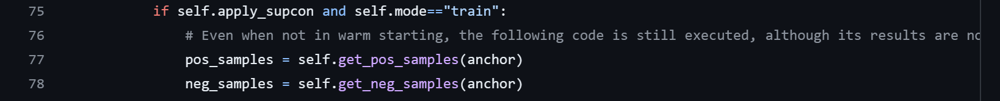 75 if self.apply_supcon and self.mode=="train":
76 # Even when not in warm starting, the following code is still executed, although its results are
77 pos_samples = self.get_pos_samples(anchor)
78 neg_samples = self.get_neg_samples(anchor)